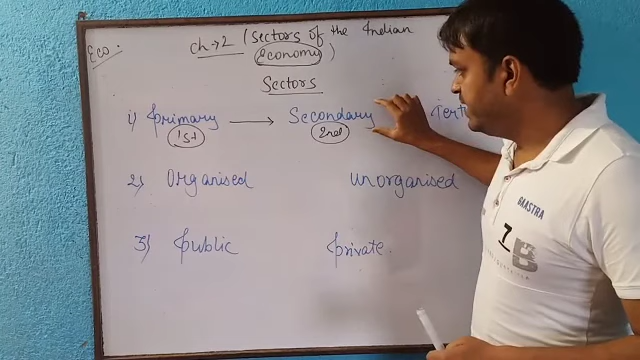 Eco.
ch→2 (Sectors of the Indian
Economy)
Sectors
1) Primary → Secondary Tert
1st 2nd
2) Organised unorganised
3) Public Private.
GAASTRA